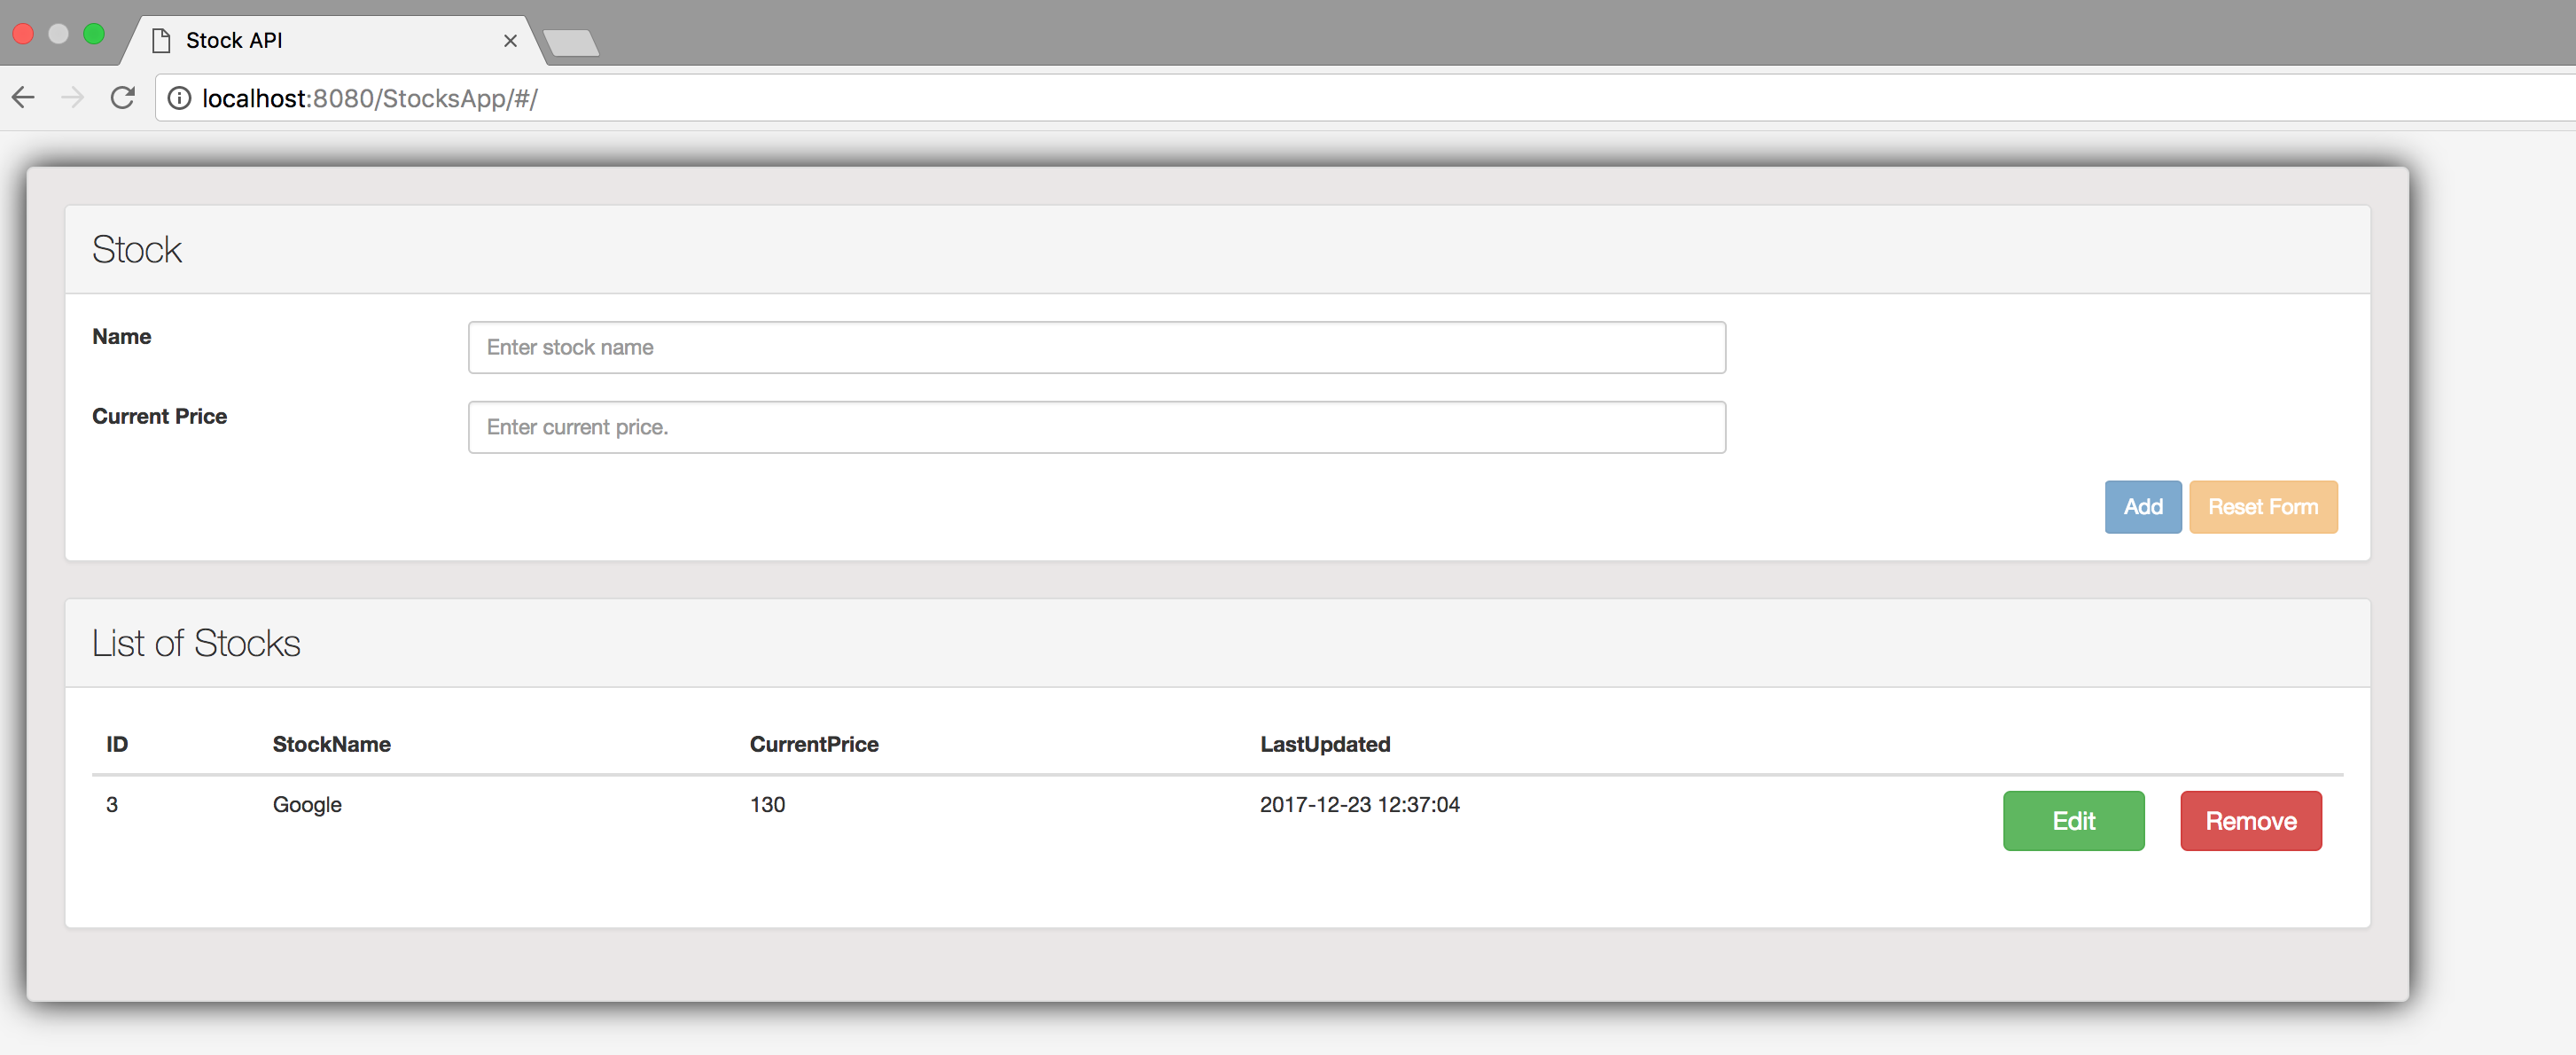 Stock API
localhost:8080/StocksApp/#/
Stock
Name
Enter stock name
Current Price
Enter current price.
Add Reset Form
List of Stocks
ID StockName CurrentPrice LastUpdated
3 Google 130 2017-12-23 12:37:04 Edit Remove